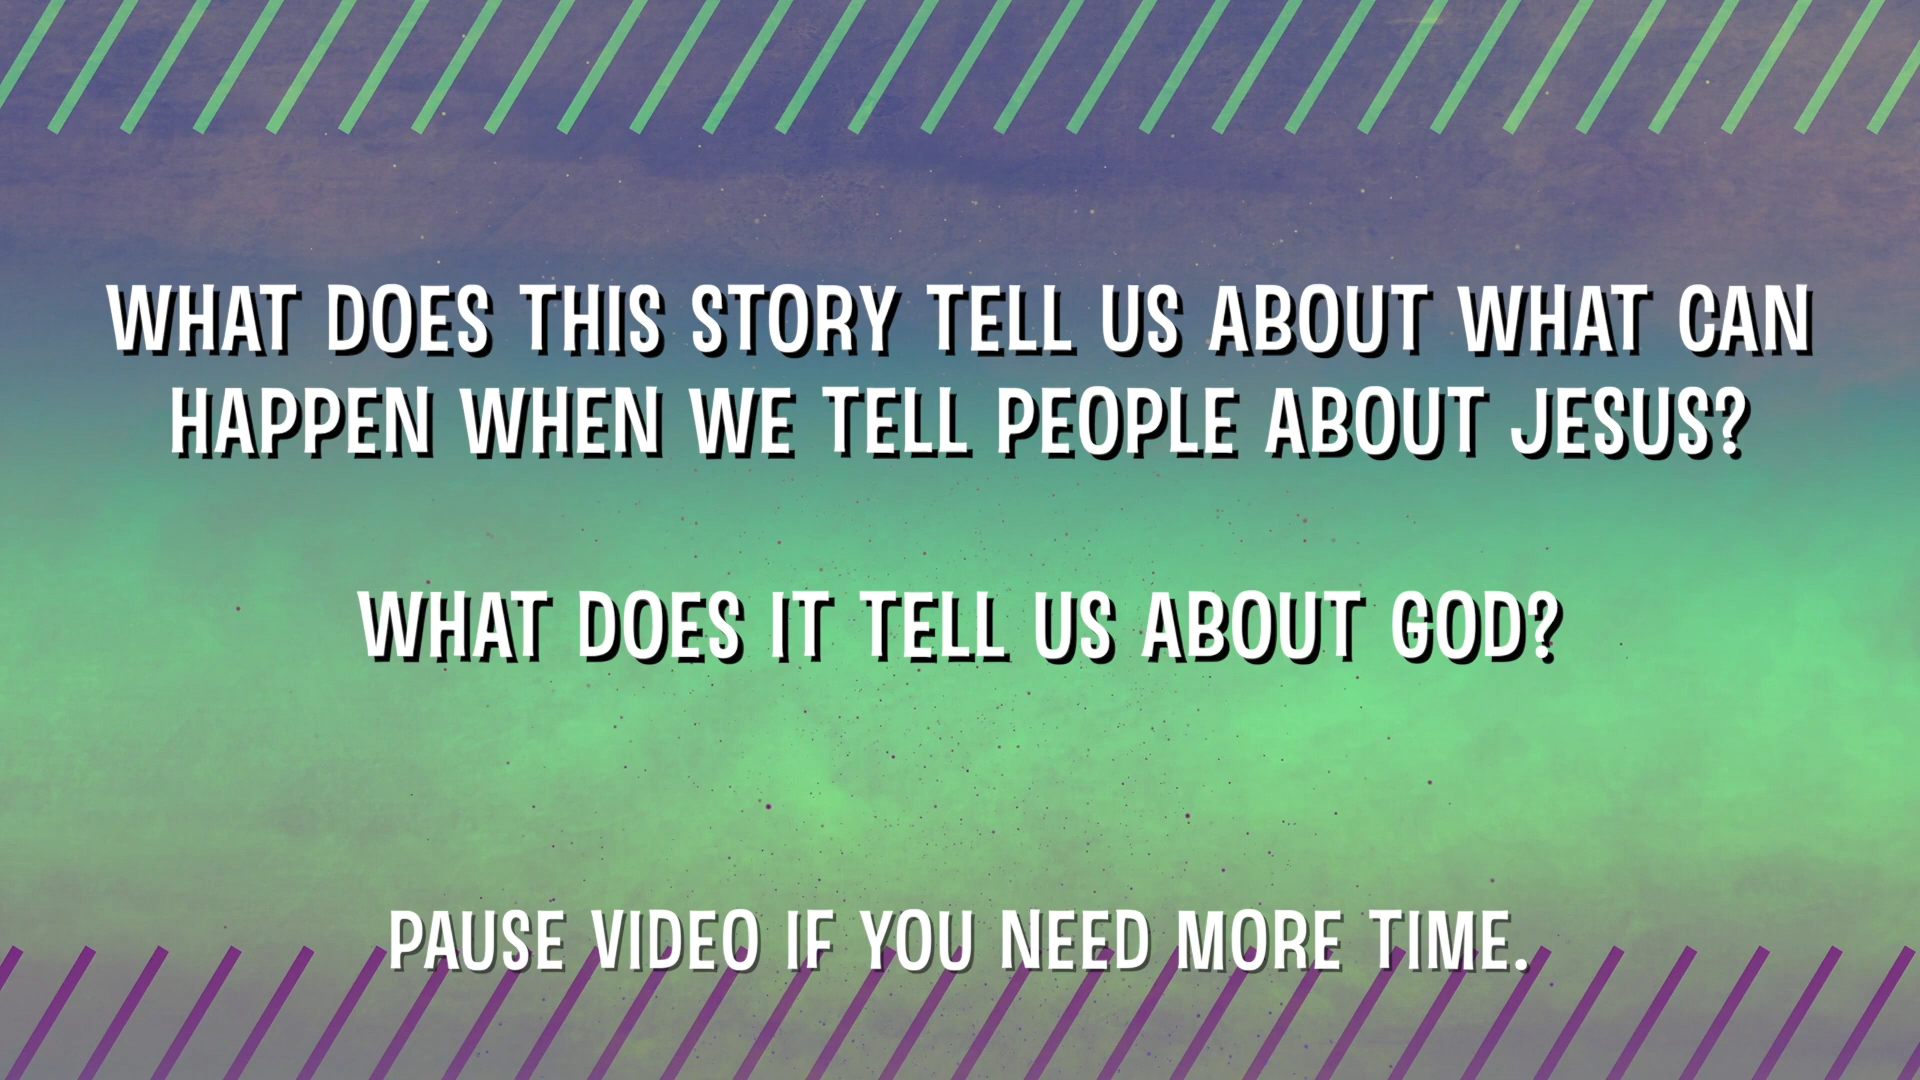 WHAT DOES THIS STORY TELL US ABOUT WHAT CAN
HAPPEN WHEN WE TELL PEOPLE ABOUT JESUS?
WHAT DOES IT TELL US ABOUT GOD?
PAUSE VIDEO IF YOU NEED MORE TIME.